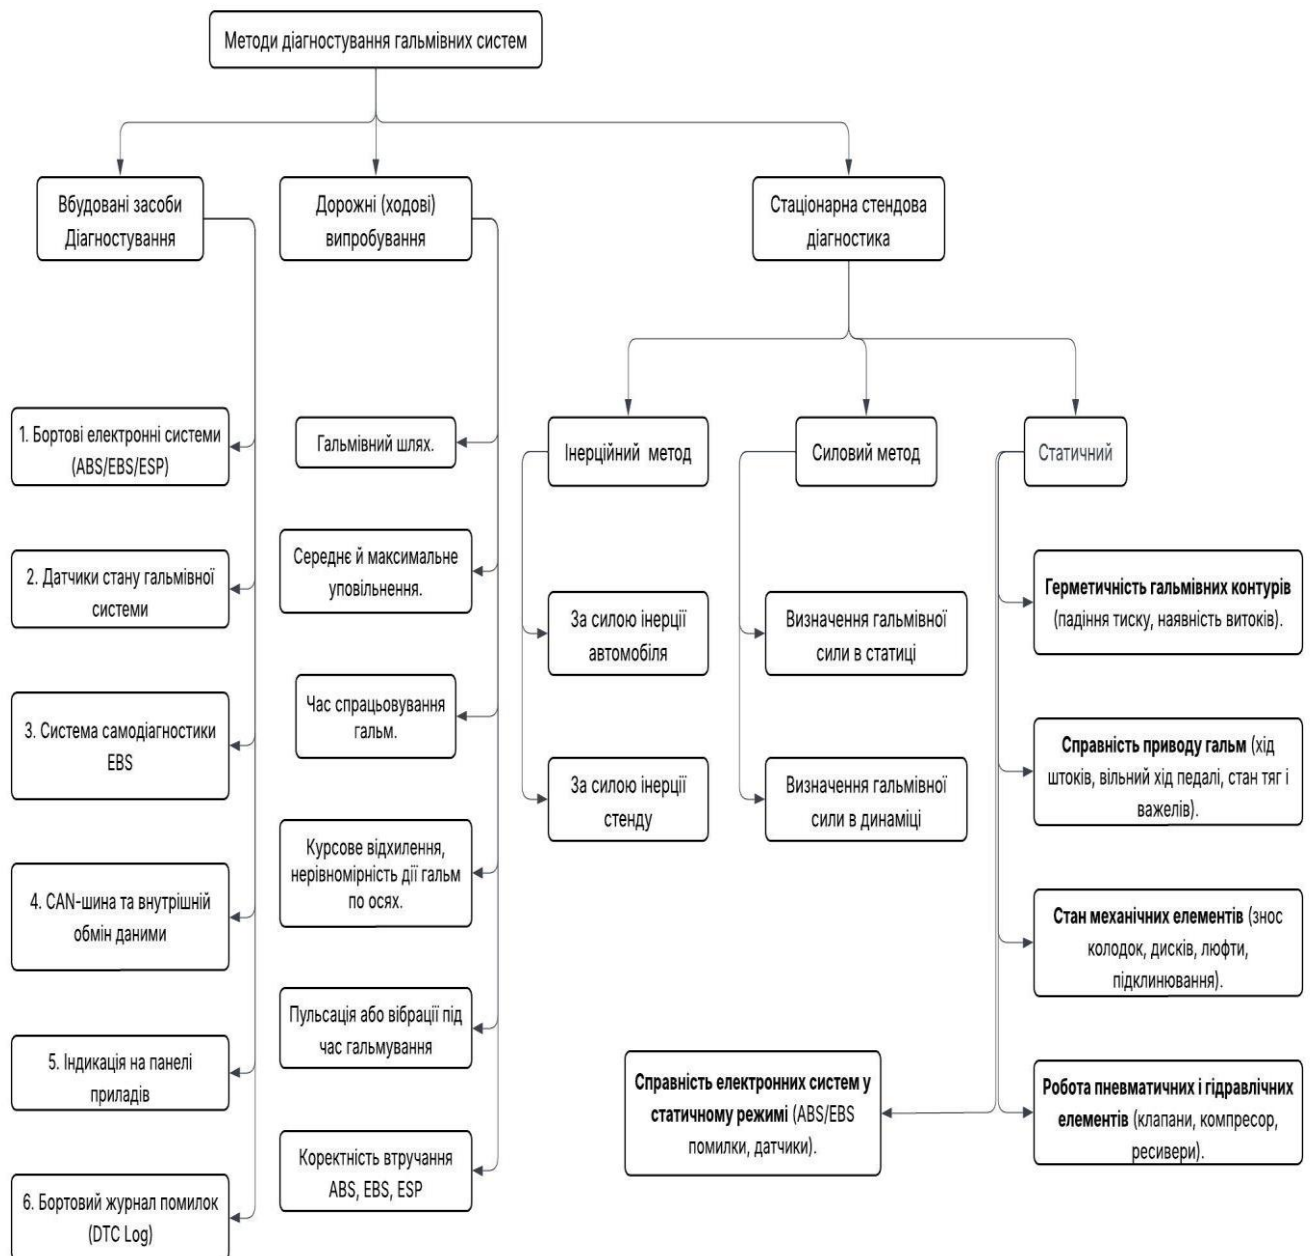 Методи діагностування гальмівних систем
Вбудовані засоби
Діагностування
Дорожні (ходові)
випробування
Стаціонарна стендова
діагностика
1. Бортові електронні системи
(ABS/EBS/ESP)
2. Датчики стану гальмівної
системи
3. Система самодіагностики
EBS
4. CAN-шина та внутрішній
обмін даними
5. Індикація на панелі
приладів
6. Бортовий журнал помилок
(DTC Log)
Гальмівний шлях.
Середнє й максимальне
уповільнення.
Час спрацьовування
гальм.
Курсове відхилення,
нерівномірність дії гальм
по осях.
Пульсація або вібрації під
час гальмування
Коректність втручання
ABS, EBS, ESP
Інерційний метод
За силою інерції
автомобіля
За силою інерції
стенду
Силовий метод
Визначення гальмівної
сили в статиці
Визначення гальмівної
сили в динаміці
Статичний
Герметичність гальмівних контурів
(падіння тиску, наявність витоків).
Справність приводу гальм (хід
штоків, вільний хід педалі, стан тяг і
важелів).
Стан механічних елементів (знос
колодок, дисків, люфти,
підклинювання).
Робота пневматичних і гідравлічних
елементів (клапани, компресор,
ресивери).
Справність електронних систем у
статичному режимі (ABS/EBS
помилки, датчики).